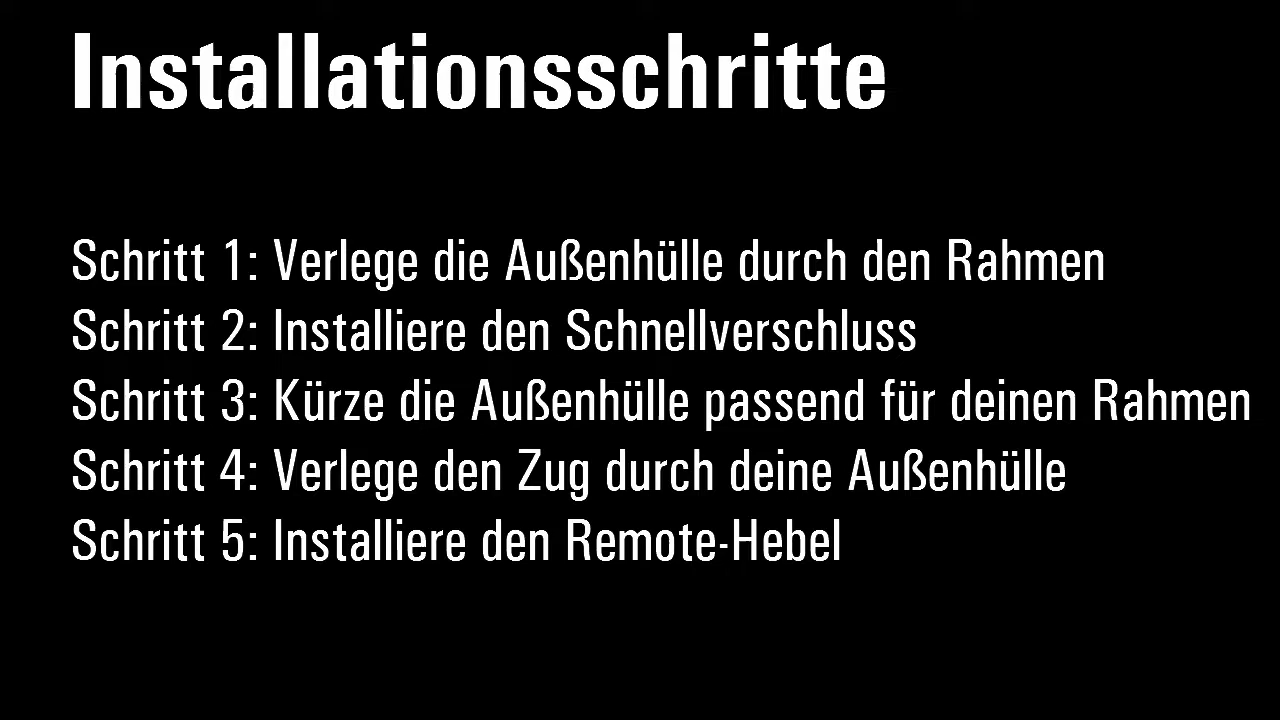 Installationsschritte
Schritt 1: Verlege die Außenhülle durch den Rahmen
Schritt 2: Installiere den Schnellverschluss
Schritt 3: Kürze die Außenhülle passend für deinen Rahmen
Schritt 4: Verlege den Zug durch deine Außenhülle
Schritt 5: Installiere den Remote-Hebel